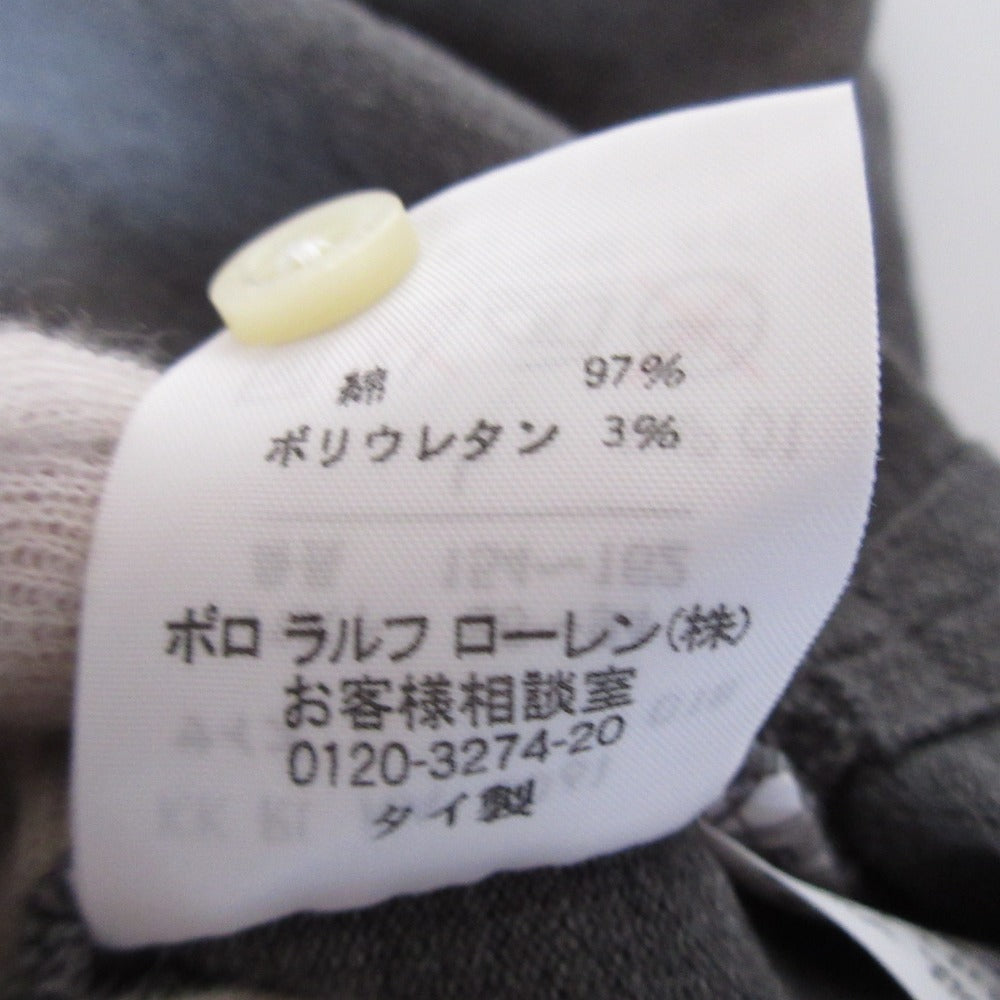 綿 97%
ポリウレタン 3%
ポロ ラルフ ローレン(株)
お客様相談室
0120-3274-20
タイ製